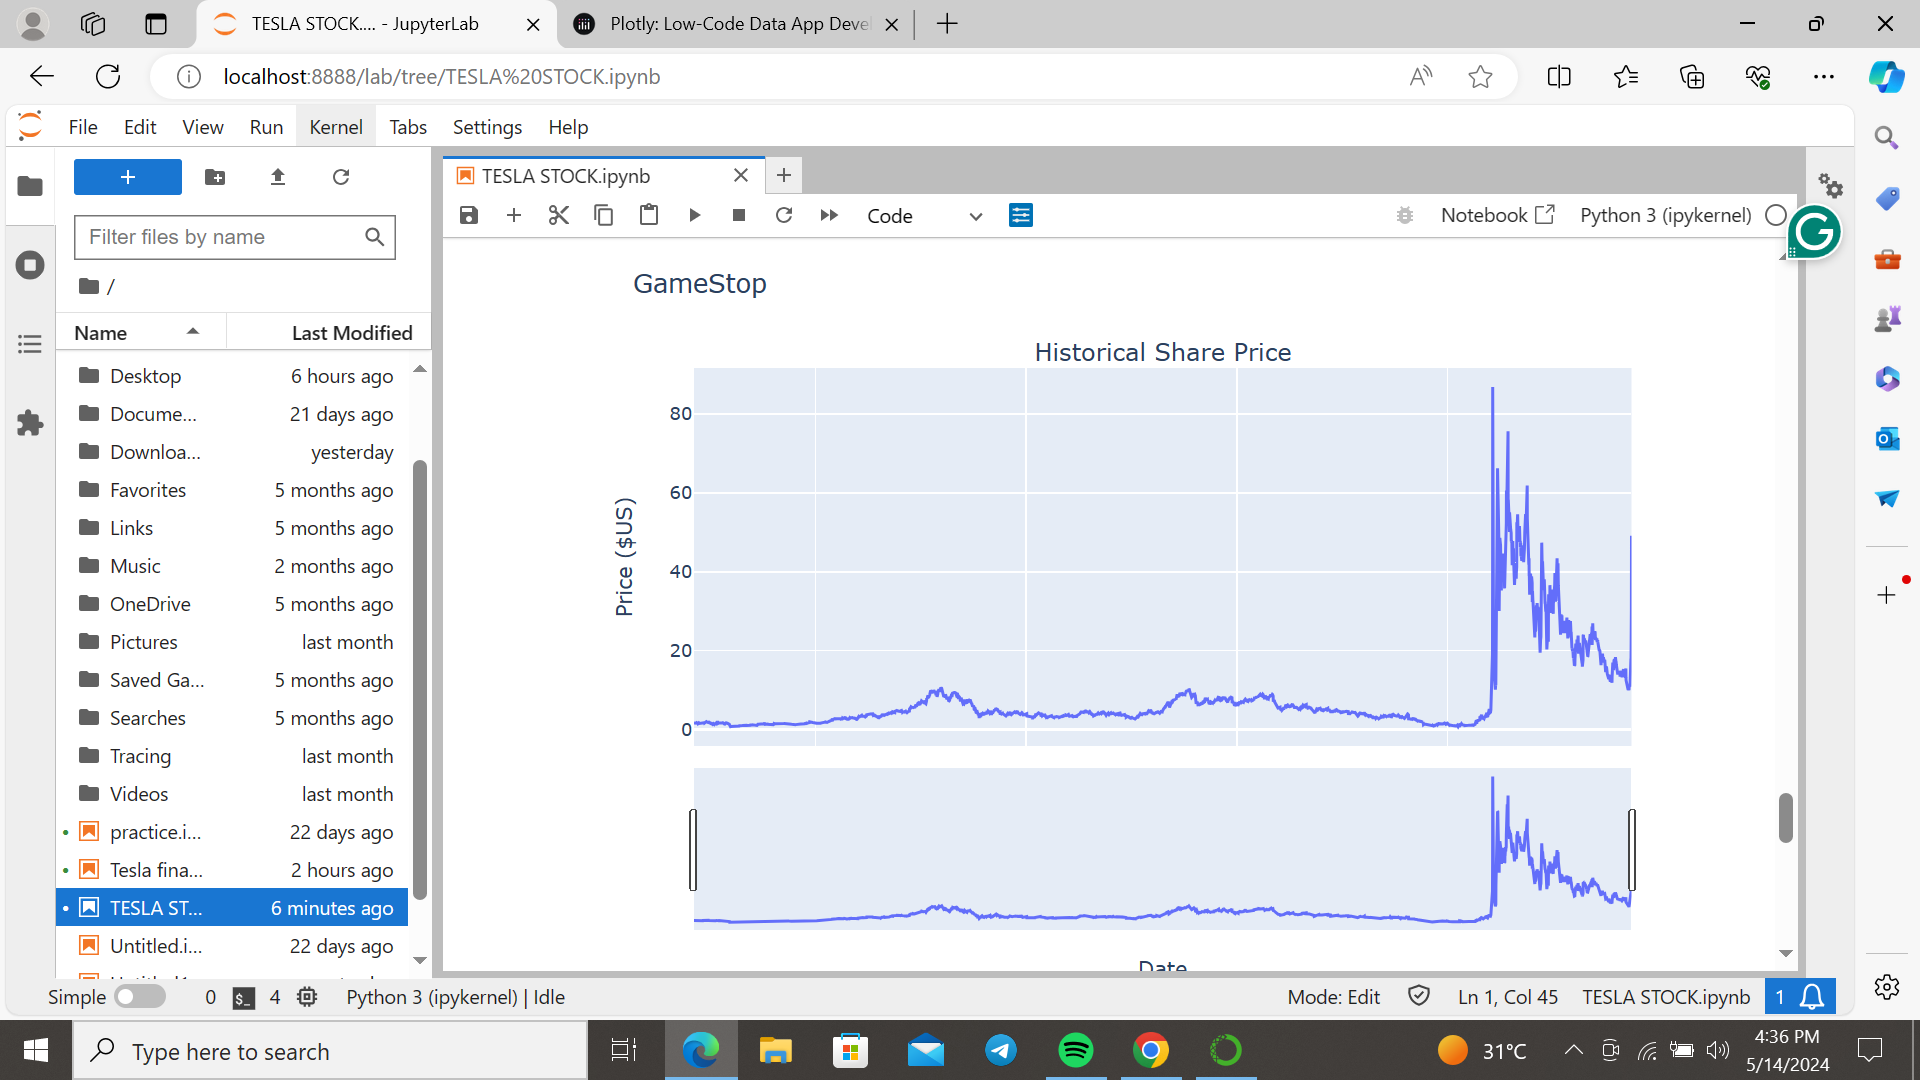 TESLA STOCK.... - JupyterLab
Plotly: Low-Code Data App Deve
localhost:8888/lab/tree/TESLA%20STOCK.ipynb
File Edit View Run Kernel Tabs Settings Help
TESLA STOCK.ipynb
Code
Notebook
Python 3 (ipykernel)
Filter files by name
/
Name Last Modified
Desktop 6 hours ago
Docume... 21 days ago
Downloa... yesterday
Favorites 5 months ago
Links 5 months ago
Music 2 months ago
OneDrive 5 months ago
Pictures last month
Saved Ga... 5 months ago
Searches 5 months ago
Tracing last month
Videos last month
practice.i... 22 days ago
Tesla fina... 2 hours ago
TESLA ST... 6 minutes ago
Untitled.i... 22 days ago
GameStop
Historical Share Price
Price ($US)
80
60
40
20
0
Date
Simple 0 4 Python 3 (ipykernel) | Idle
Mode: Edit Ln 1, Col 45 TESLA STOCK.ipynb 1
Type here to search
31°C
4:36 PM
5/14/2024